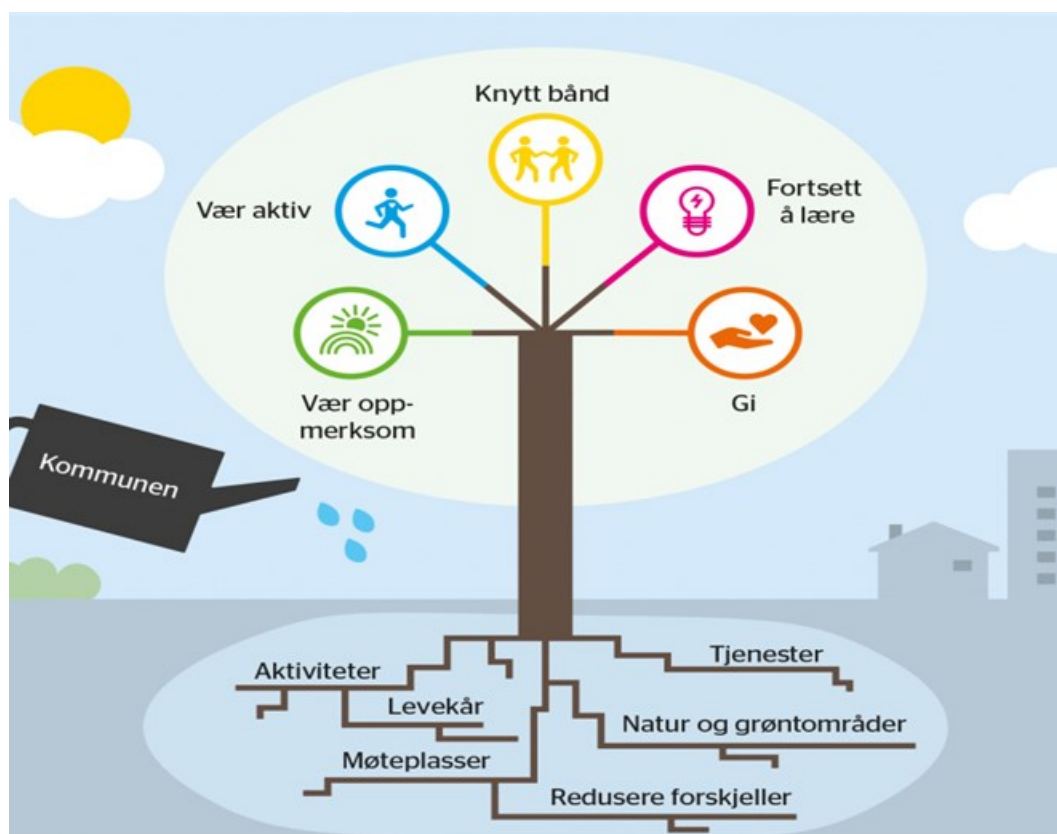 Knytt bånd
Vær aktiv
Fortsett
å lære
Vær opp-
merksom
Gi
Kommunen
Aktiviteter
Tjenester
Levekår
Natur og grøntområder
Møteplasser
Redusere forskjeller